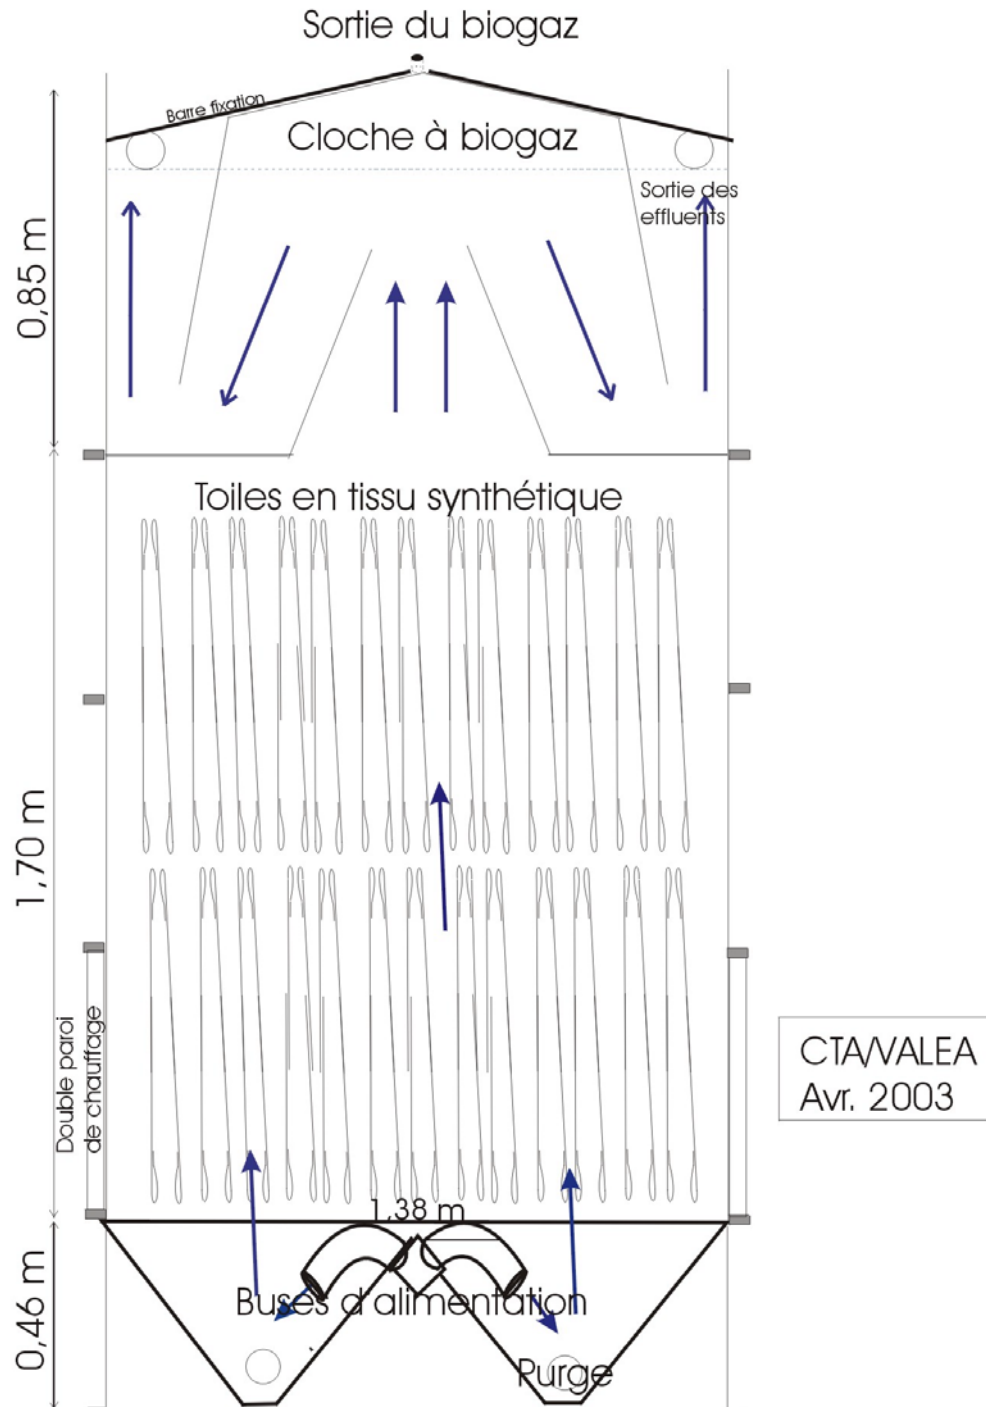 Sortie du biogaz
Barre fixation
Cloche à biogaz
Sortie des
effluents
0,85 m
Toiles en tissu synthétique
1,70 m
Double paroi
de chauffage
CTA/VALEA
Avr. 2003
1,38 m
Buses d'alimentation
0,46 m
Purge